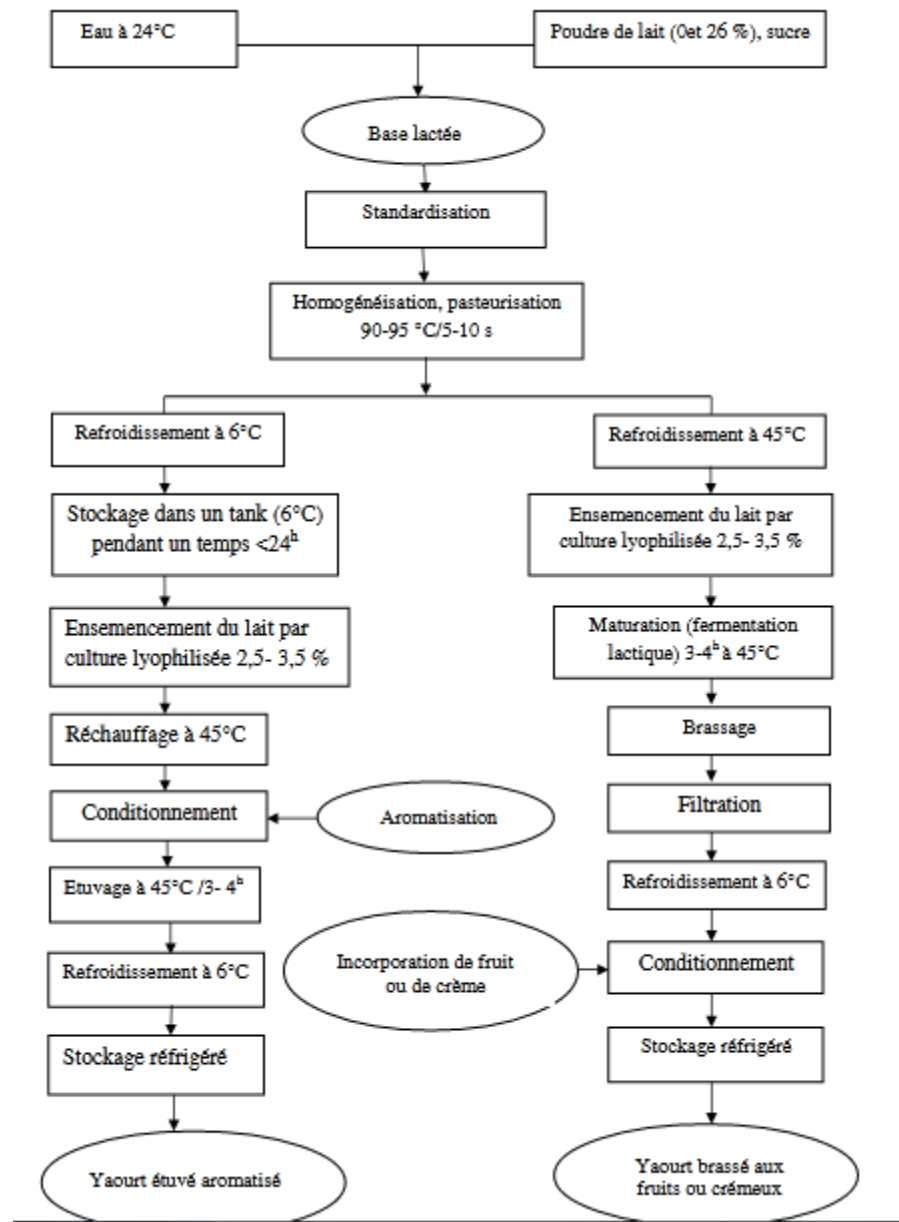 Eau à 24°C
Poudre de lait (0et 26 %), sucre
Base lactée
Standardisation
Homogénéisation, pasteurisation
90-95 °C/5-10 s
Refroidissement à 6°C
Stockage dans un tank (6°C)
pendant un temps <24h
Ensemencement du lait par
culture lyophilisée 2,5- 3,5 %
Réchauffage à 45°C
Conditionnement
Aromatisation
Etuvage à 45°C /3- 4h
Refroidissement à 6°C
Stockage réfrigéré
Yaourt étuvé aromatisé
Refroidissement à 45°C
Ensemencement du lait par
culture lyophilisée 2,5- 3,5 %
Maturation (fermentation
lactique) 3-4h à 45°C
Brassage
Filtration
Refroidissement à 6°C
Incorporation de fruit
ou de crème
Conditionnement
Stockage réfrigéré
Yaourt brassé aux
fruits ou crémeux